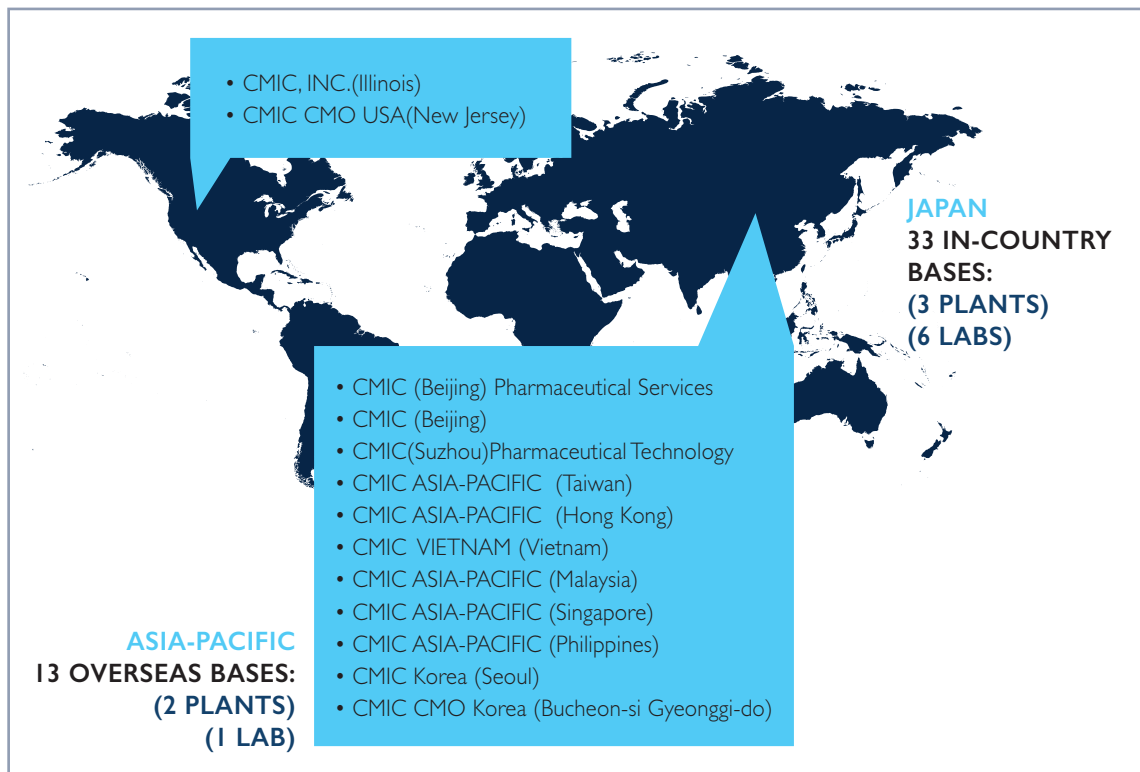 • CMIC, INC.(Illinois)
• CMIC CMO USA(New Jersey)
JAPAN
33 IN-COUNTRY
BASES:
(3 PLANTS)
(6 LABS)
• CMIC (Beijing) Pharmaceutical Services
• CMIC (Beijing)
• CMIC(Suzhou)Pharmaceutical Technology
• CMIC ASIA-PACIFIC (Taiwan)
• CMIC ASIA-PACIFIC (Hong Kong)
• CMIC VIETNAM (Vietnam)
• CMIC ASIA-PACIFIC (Malaysia)
• CMIC ASIA-PACIFIC (Singapore)
• CMIC ASIA-PACIFIC (Philippines)
• CMIC Korea (Seoul)
• CMIC CMO Korea (Bucheon-si Gyeonggi-do)
ASIA-PACIFIC
13 OVERSEAS BASES:
(2 PLANTS)
(1 LAB)